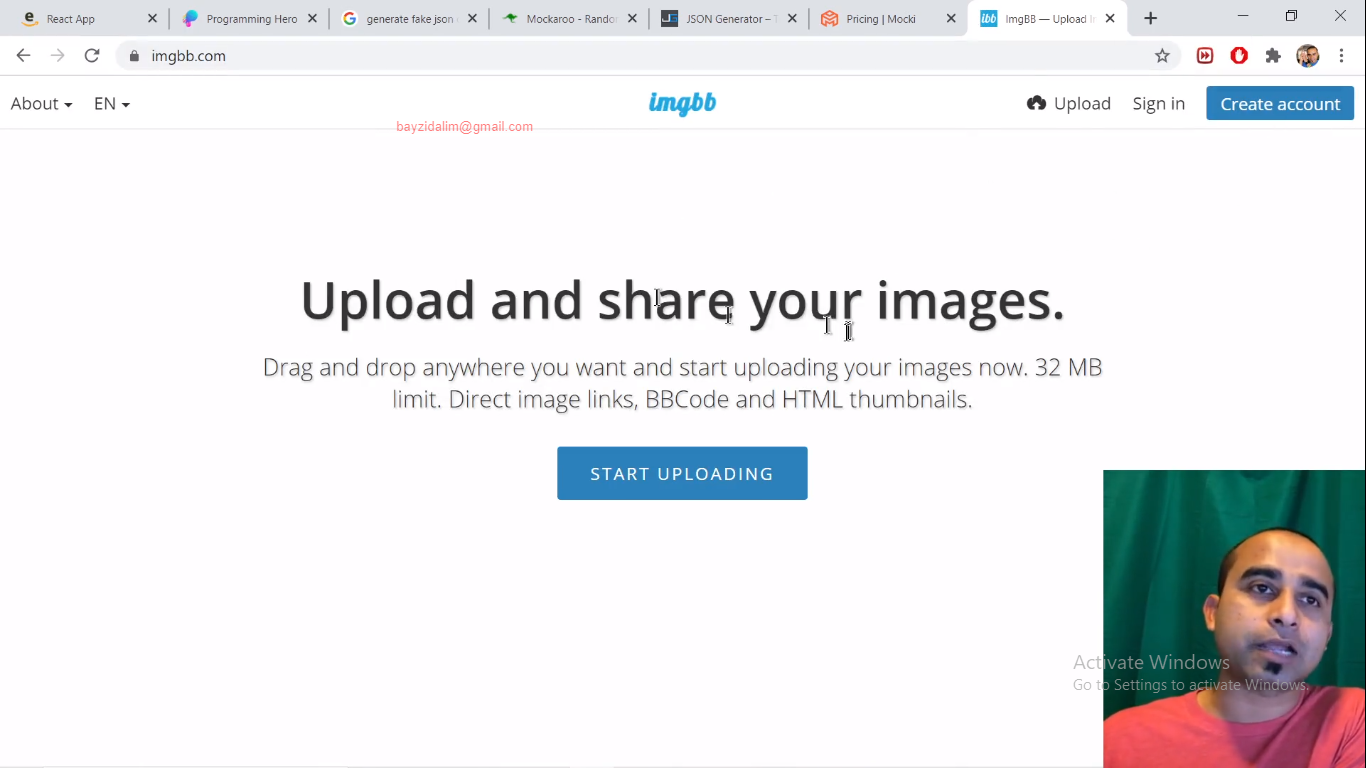 React App
Programming Hero
generate fake json
Mockaroo - Rando
JSON Generator – T
Pricing | Mocki
ibb
ImgBB — Upload I
imgbb.com
About
EN
imgbb
Upload
Sign in
Create account
bayzidalim@gmail.com
Upload and share your images.
Drag and drop anywhere you want and start uploading your images now. 32 MB
limit. Direct image links, BBCode and HTML thumbnails.
START UPLOADING
Activate Windows
Go to Settings to activate Windows.